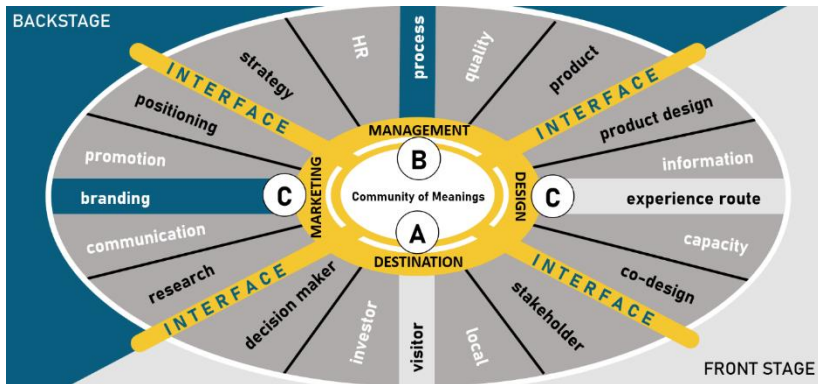 BACKSTAGE
HR
process
quality
strategy
product
INTERFACE
INTERFACE
positioning
product design
MANAGEMENT
promotion
information
B
branding
C
MARKETING
Community of Meanings
DESIGN
C
experience route
A
communication
capacity
DESTINATION
research
co-design
INTERFACE
INTERFACE
decision maker
stakeholder
investor
visitor
local
FRONT STAGE